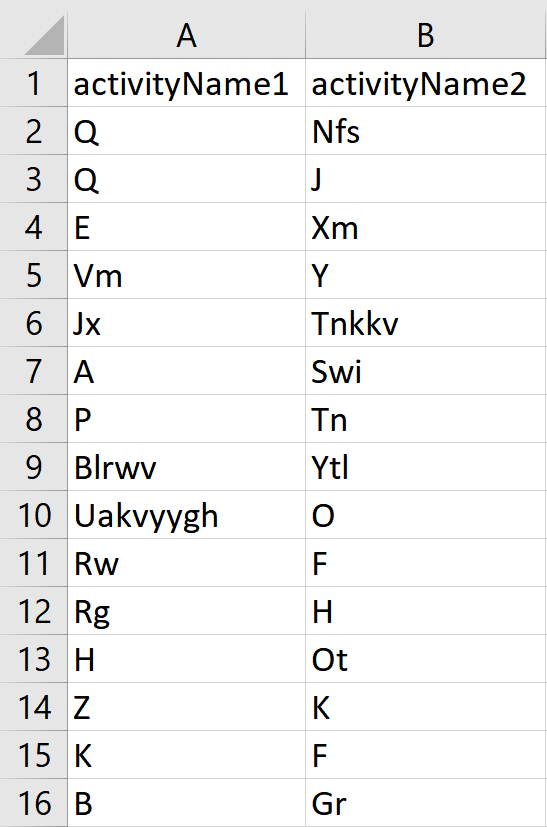 A B
1 activityName1 activityName2
2 Q Nfs
3 Q J
4 E Xm
5 Vm Y
6 Jx Tnkkv
7 A Swi
8 P Tn
9 Blrwv Ytl
10 Uakvyygh O
11 Rw F
12 Rg H
13 H Ot
14 Z K
15 K F
16 B Gr